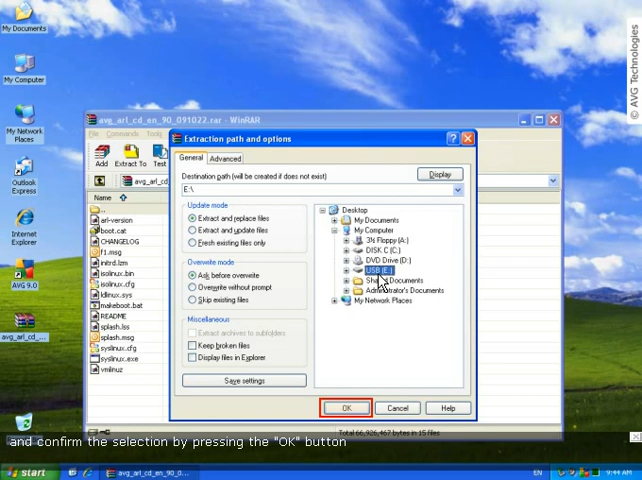 My Documents
My Computer
My Network
Places
Outlook
Express
Internet
Explorer
AVG 9.0
avg_arl_cd_...
© AVG Technologies
avg_arl_cd_en_90_091022.rar - WinRAR
File Commands Tools
Add Extract To Test
avg_arl_cd
Name
..
arl-version
boot.cat
CHANGELOG
f1.msg
initrd.lzm
isolinux.bin
isolinux.cfg
ldlinux.sys
makeboot.bat
README
splash.lss
splash.msg
syslinux.cfg
syslinux.exe
vmlinuz
Extraction path and options
General Advanced
Destination path (will be created if it does not exist)
Display
E:\
Update mode
Extract and replace files
Extract and update files
Fresh existing files only
Overwrite mode
Ask before overwrite
Overwrite without prompt
Skip existing files
Miscellaneous
Extract archives to subfolders
Keep broken files
Display files in Explorer
Save settings
Desktop
My Documents
My Computer
3½ Floppy (A:)
DISK C (C:)
DVD Drive (D:)
USB (E:)
Documents
Administrator's Documents
My Network Places
OK Cancel Help
Total 66,926,467 bytes in 15 files
and confirm the selection by pressing the "OK" button
start
avg_arl_cd_en_90_0...
EN
9:44 AM